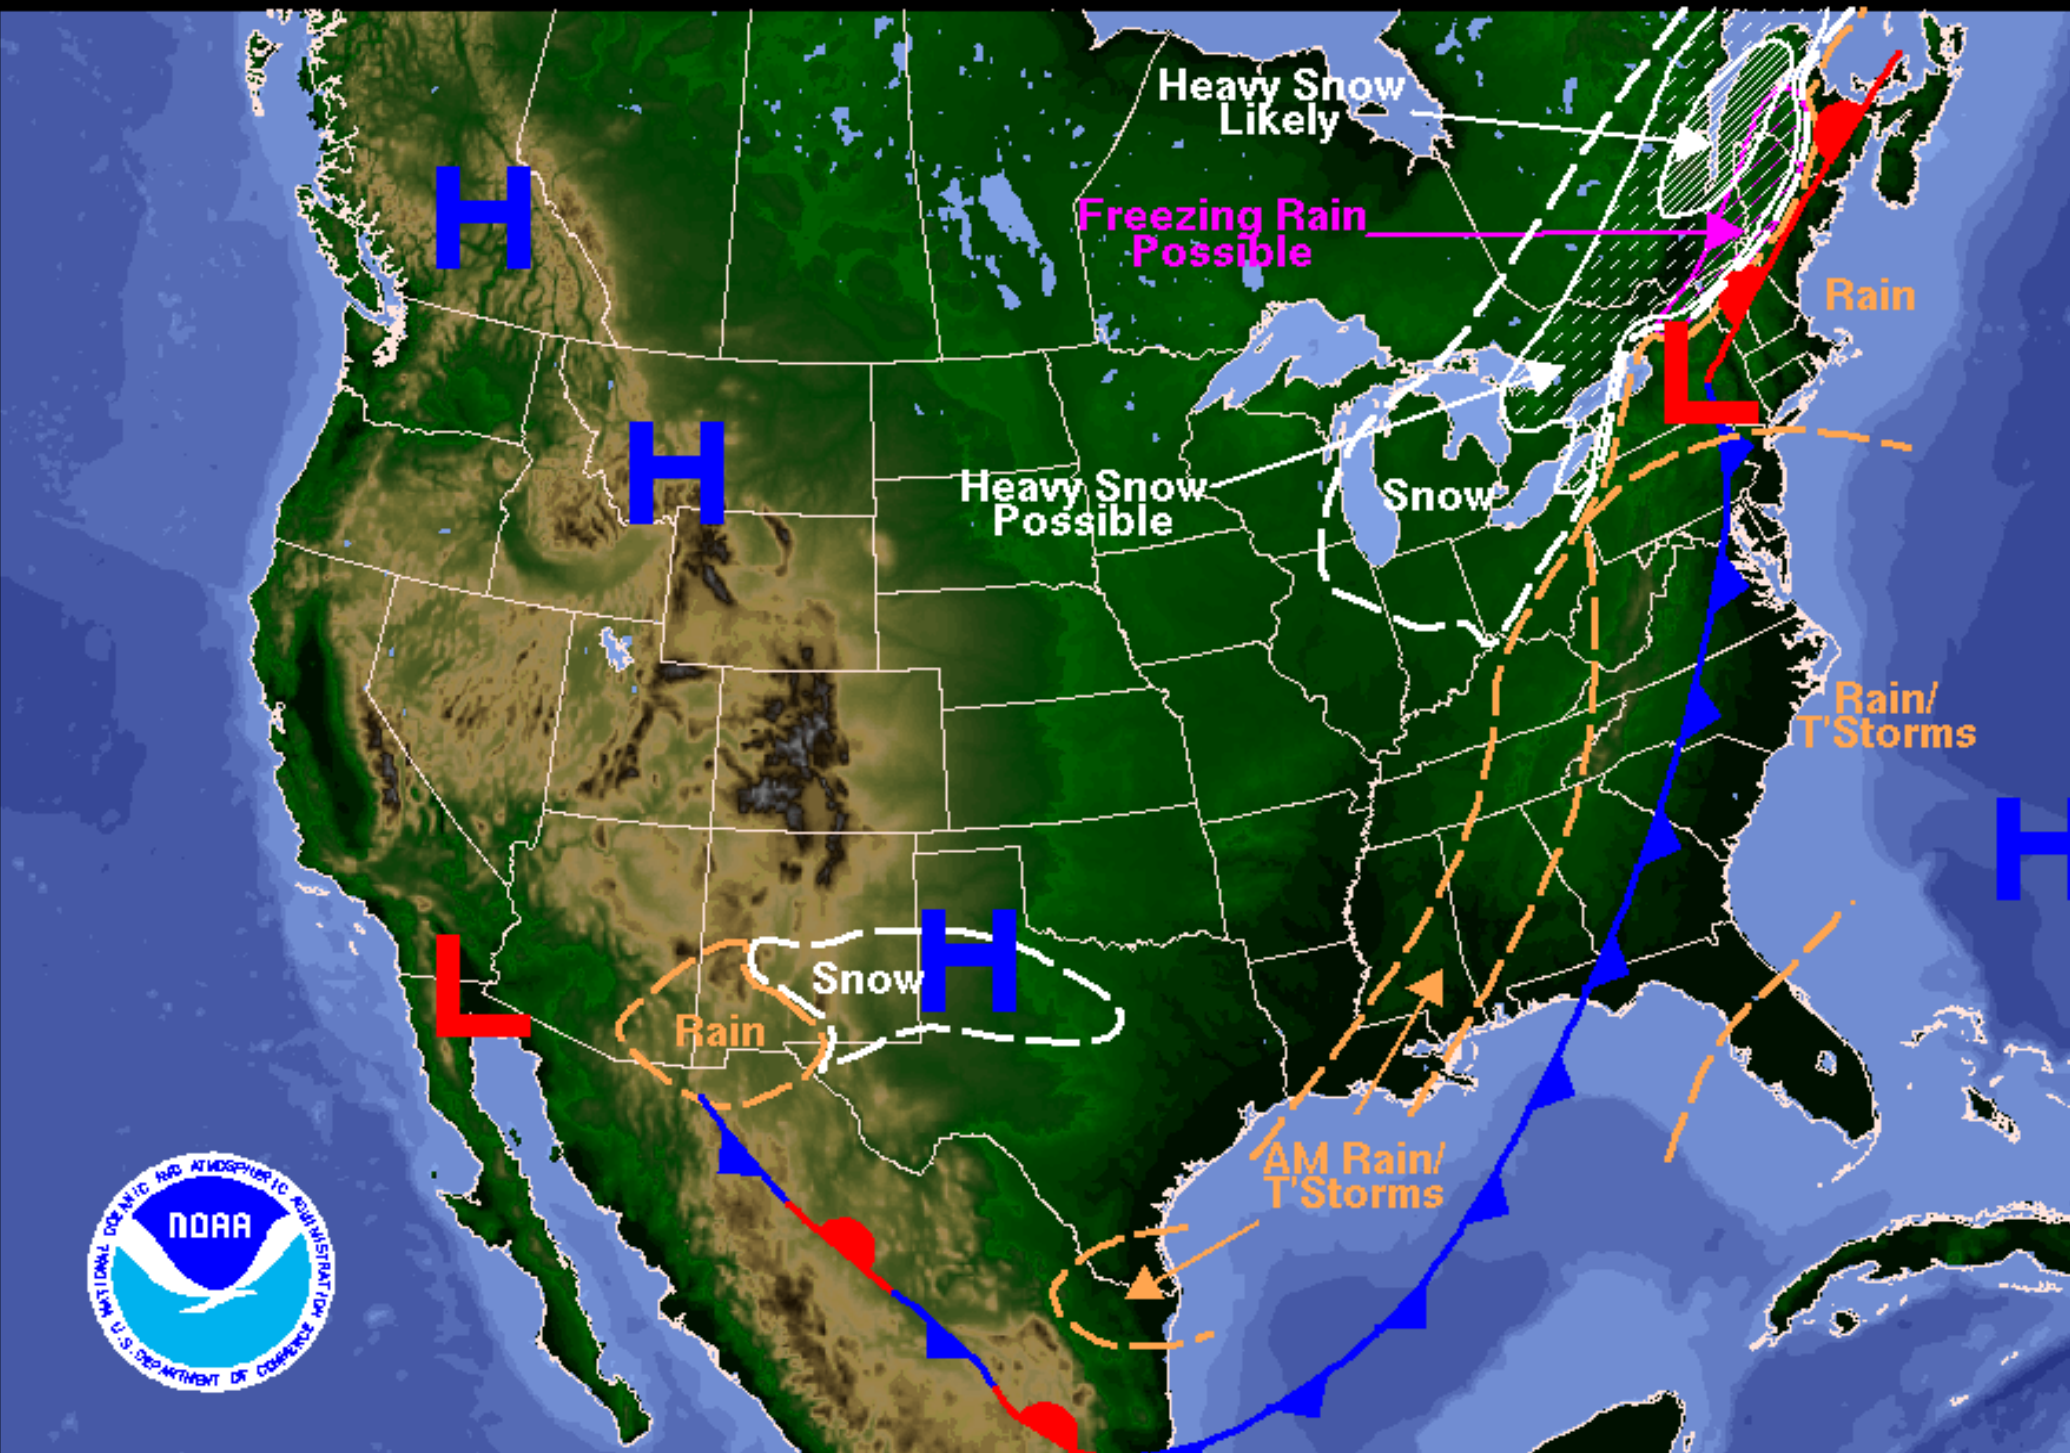 Heavy Snow
Likely
H
Freezing Rain
Possible
Rain
L
H
Heavy Snow
Possible
Snow
Rain/
T'Storms
H
H
Snow
L
Rain
AM Rain/
T'Storms
NATIONAL OCEANIC AND ATMOSPHERIC ADMINISTRATION
NOAA
U.S. DEPARTMENT OF COMMERCE